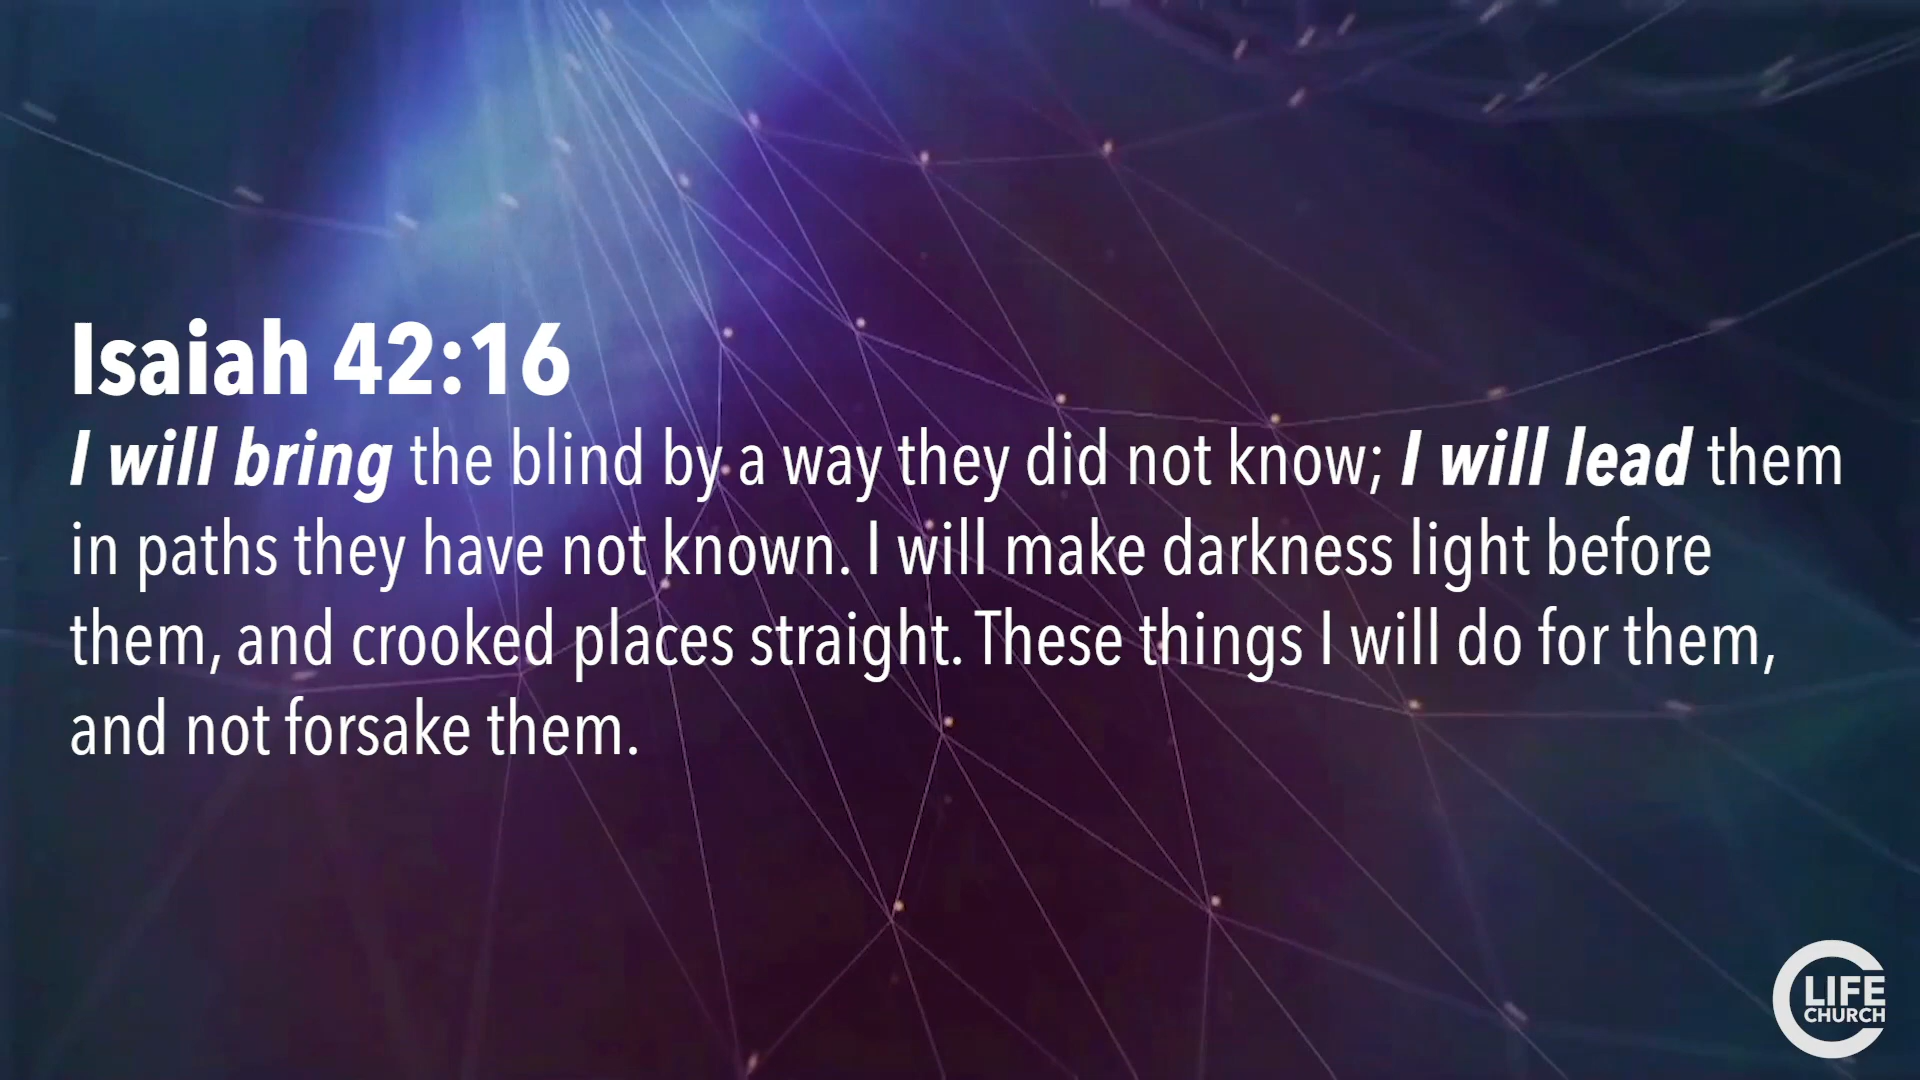 Isaiah 42:16
I will bring the blind by a way they did not know; I will lead them
in paths they have not known. I will make darkness light before
them, and crooked places straight. These things I will do for them,
and not forsake them.
LIFE
CHURCH